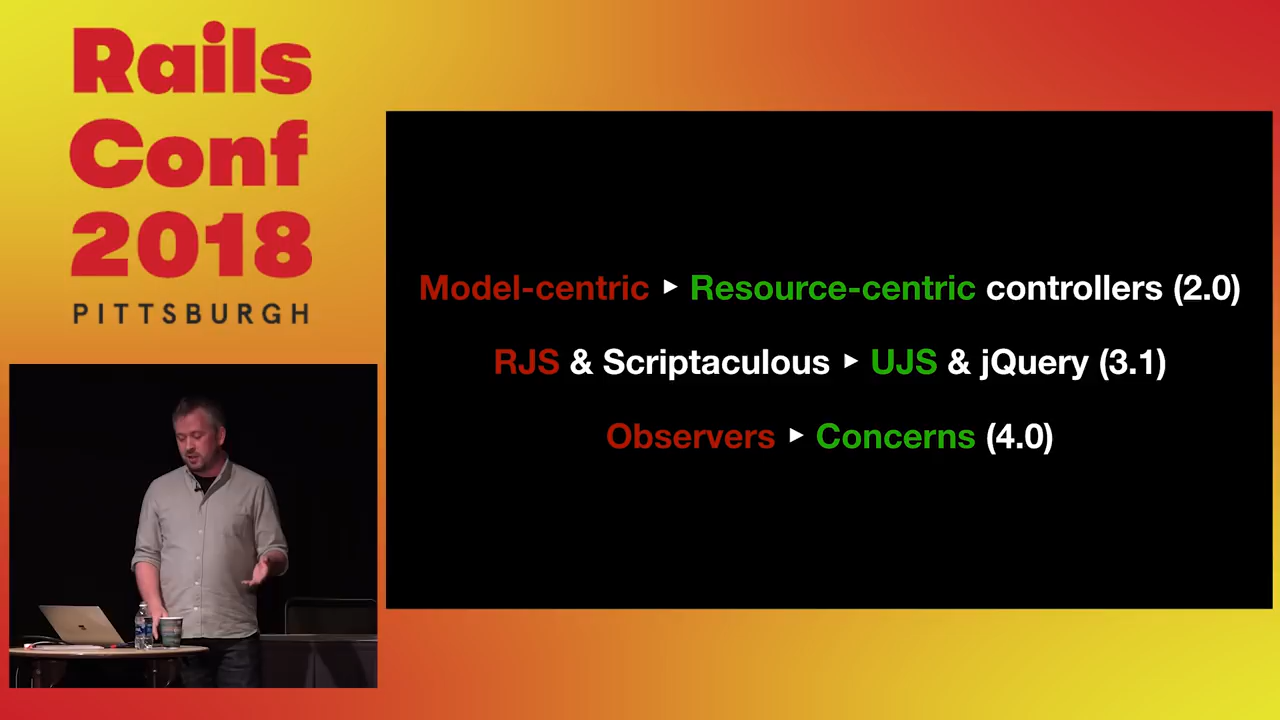 Rails
Conf
2018
PITTSBURGH
Model-centric ▸ Resource-centric controllers (2.0)
RJS & Scriptaculous ▸ UJS & jQuery (3.1)
Observers ▸ Concerns (4.0)